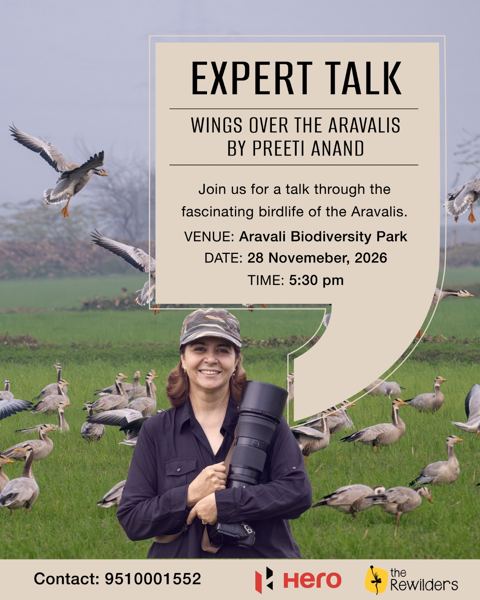 EXPERT TALK
WINGS OVER THE ARAVALIS
BY PREETI ANAND
Join us for a talk through the
fascinating birdlife of the Aravalis.
VENUE: Aravali Biodiversity Park
DATE: 28 Novemeber, 2026
TIME: 5:30 pm
Contact: 9510001552
Hero
the
Rewilders